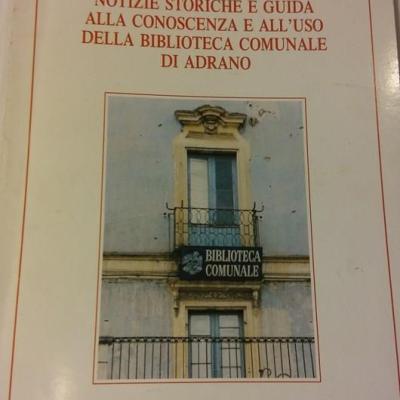 NOTIZIE STORICHE E GUIDA
ALLA CONOSCENZA E ALL'USO
DELLA BIBLIOTECA COMUNALE
DI ADRANO
BIBLIOTECA
COMUNALE